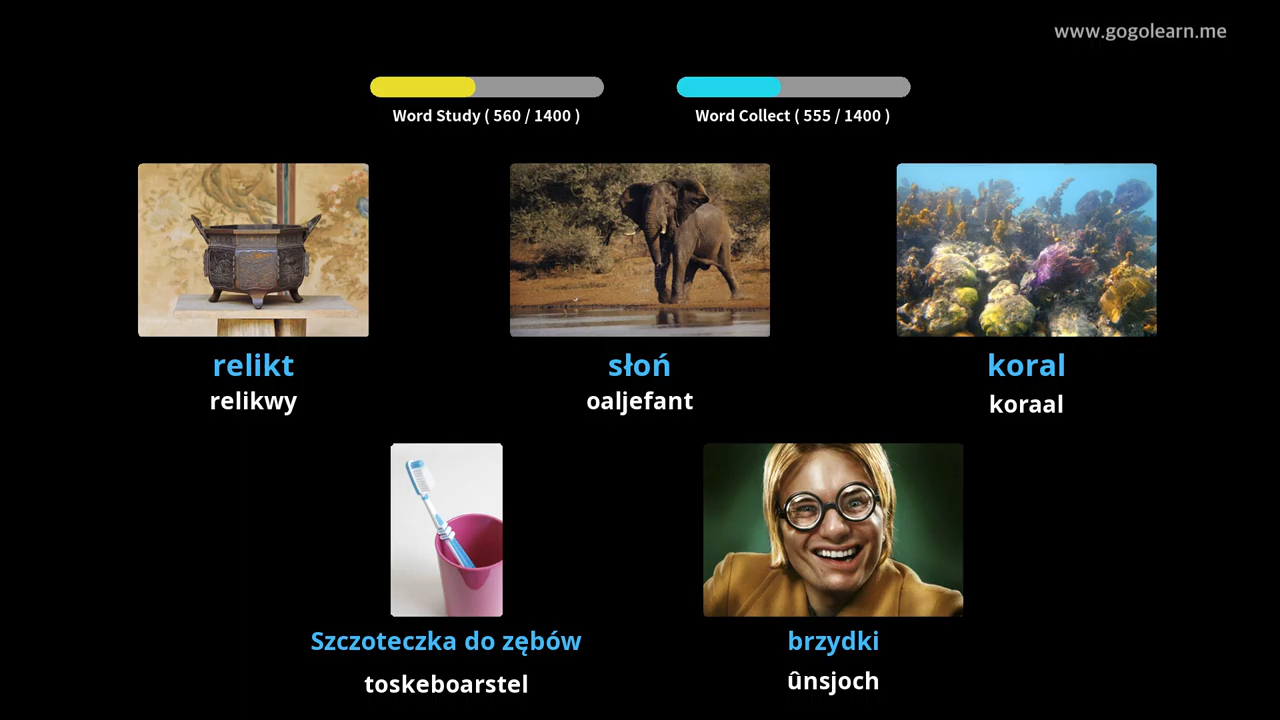 www.gogolearn.me
Word Study ( 560 / 1400 )
Word Collect ( 555 / 1400 )
relikt
relikwy
słoń
oaljefant
koral
koraal
Szczoteczka do zębów
toskeboarstel
brzydki
ûnsjoch